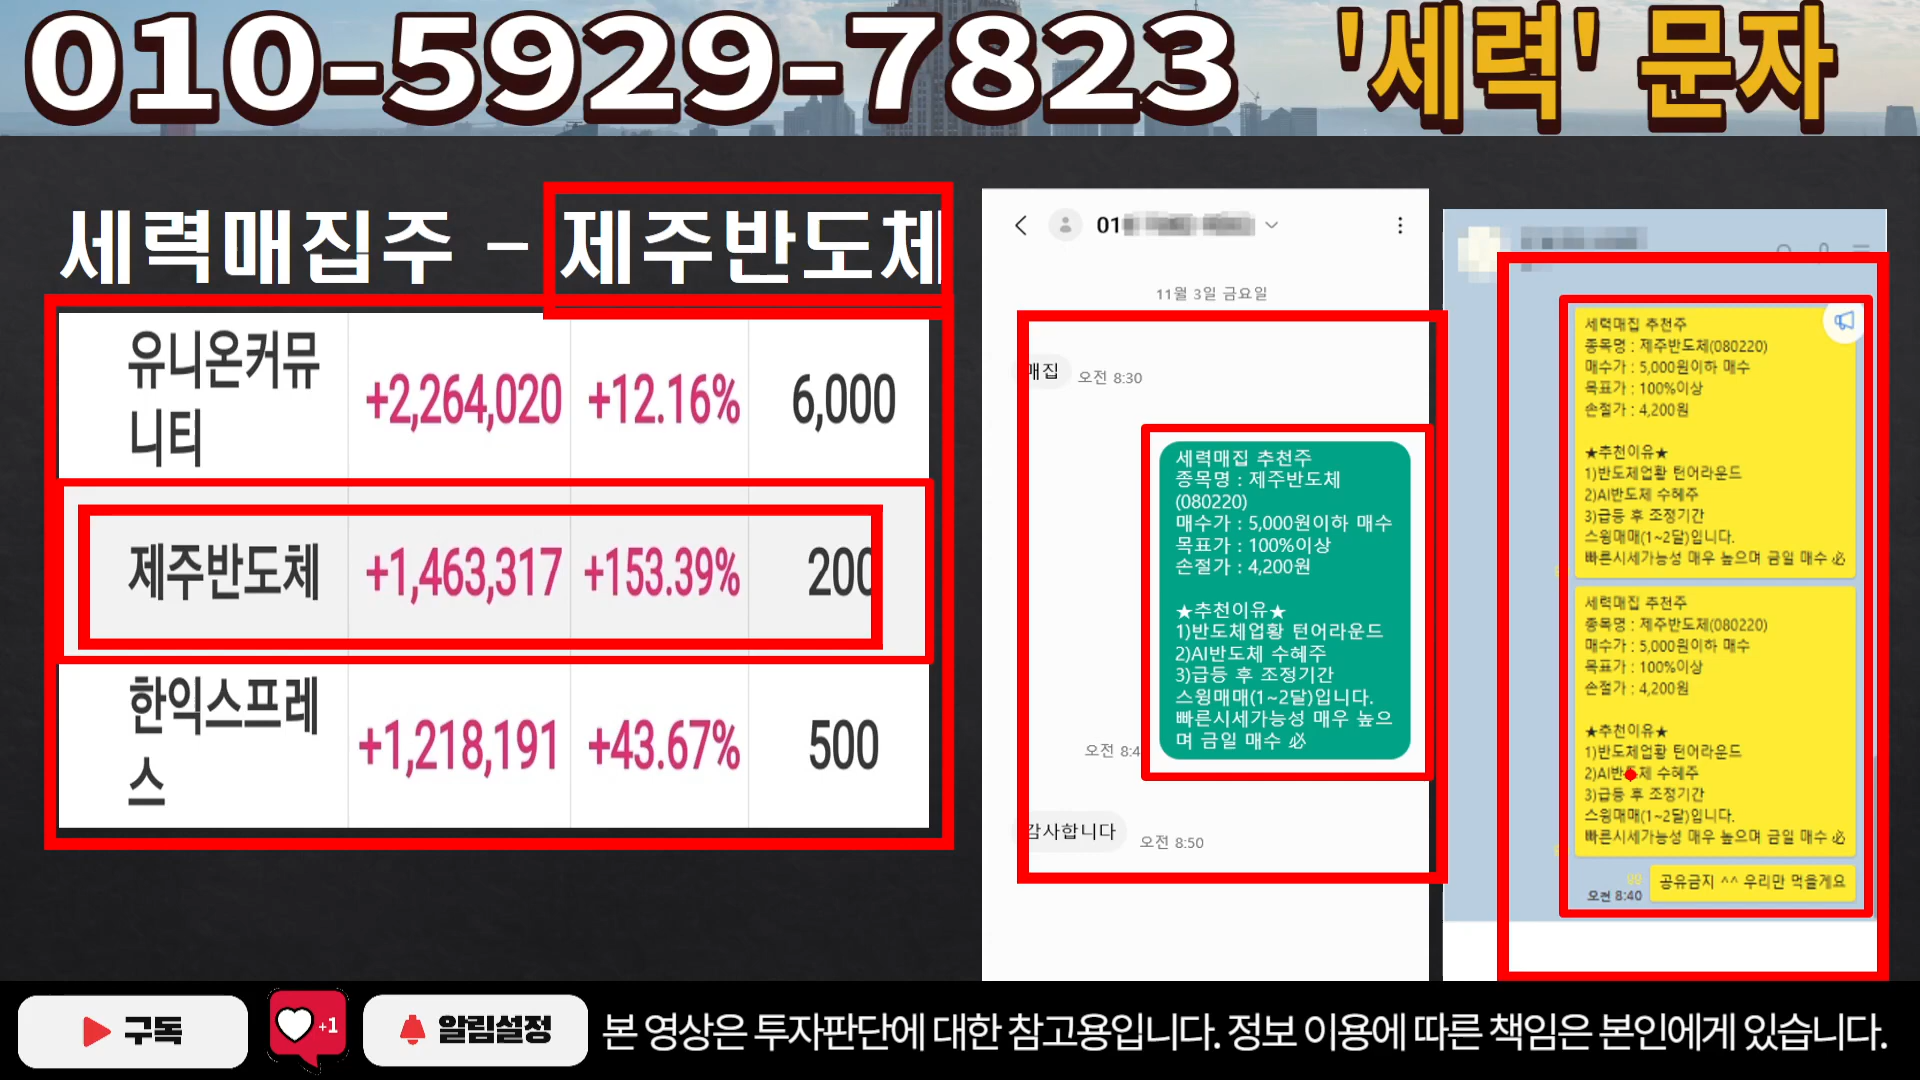 010-5929-7823 '세력' 문자
세력매집주 - 제주반도체
유니온커뮤
니티
+2,264,020 +12.16% 6,000
제주반도체 +1,463,317 +153.39% 200
한익스프레
스
+1,218,191 +43.67% 500
01
11월 3일 금요일
매집 오전 8:30
세력매집 추천주
종목명 : 제주반도체
(080220)
매수가 : 5,000원이하 매수
목표가 : 100%이상
손절가 : 4,200원
★추천이유★
1)반도체업황 턴어라운드
2)AI반도체 수혜주
3)급등 후 조정기간
스윙매매(1~2달)입니다.
빠른시세가능성 매우 높으
며 금일 매수 必
오전 8:4
감사합니다 오전 8:50
세력매집 추천주
종목명 : 제주반도체(080220)
매수가 : 5,000원이하 매수
목표가 : 100%이상
손절가 : 4,200원
★추천이유★
1)반도체업황 턴어라운드
2)AI반도체 수혜주
3)급등 후 조정기간
스윙매매(1~2달)입니다.
빠른시세가능성 매우 높으며 금일 매수 必
세력매집 추천주
종목명 : 제주반도체(080220)
매수가 : 5,000원이하 매수
목표가 : 100%이상
손절가 : 4,200원
★추천이유★
1)반도체업황 턴어라운드
2)AI반도체 수혜주
3)급등 후 조정기간
스윙매매(1~2달)입니다.
빠른시세가능성 매우 높으며 금일 매수 必
오전 8:40 공유금지 ^^ 우리만 먹을게요
구독 +1 알림설정 본 영상은 투자판단에 대한 참고용입니다. 정보 이용에 따른 책임은 본인에게 있습니다.